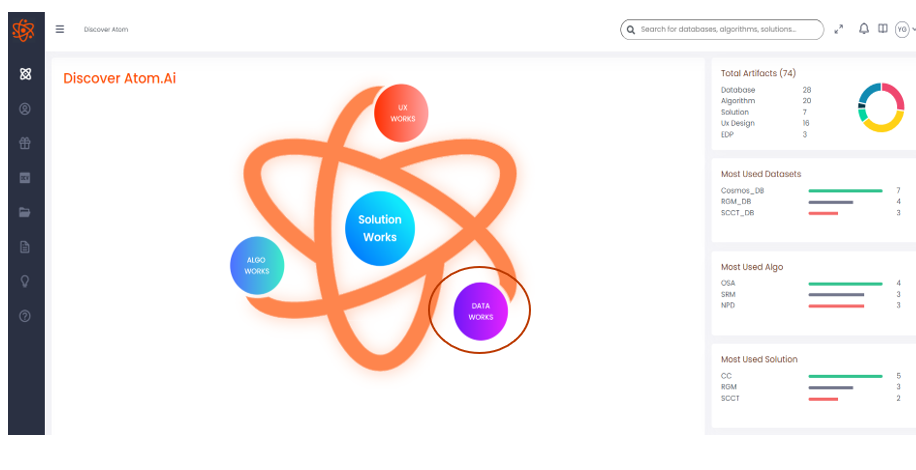 Discover Atom
Search for databases, algorithms, solutions...
YG
Discover Atom.Ai
UX
WORKS
Solution
Works
ALGO
WORKS
DATA
WORKS
Total Artifacts (74)
Database 28
Algorithm 20
Solution 7
Ux Design 16
EDP 3
Most Used Datasets
Cosmos_DB 7
RGM_DB 4
SCCT_DB 3
Most Used Algo
OSA 4
SRM 3
NPD 3
Most Used Solution
CC 5
RGM 3
SCCT 2